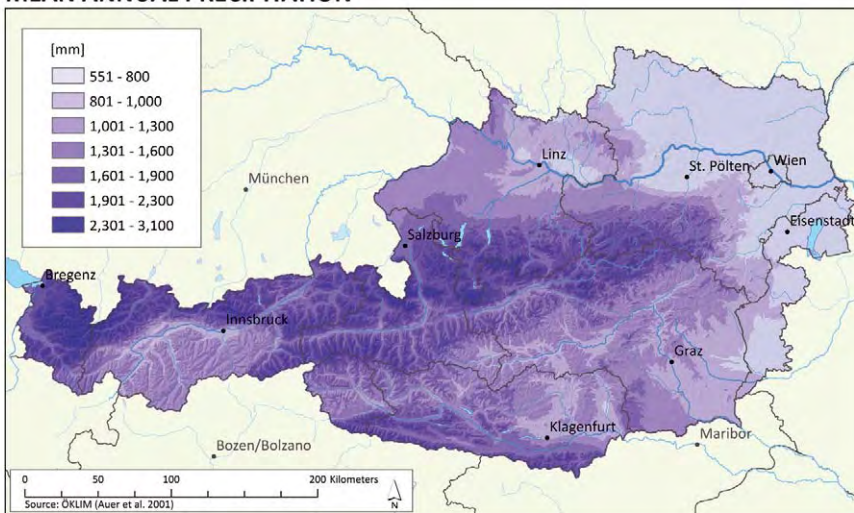 [mm]
551 - 800
801 - 1,000
1,001 - 1,300
1,301 - 1,600
1,601 - 1,900
1,901 - 2,300
2,301 - 3,100
Linz
St. Pölten
Wien
München
Eisenstadt
Salzburg
Bregenz
Innsbruck
Graz
Klagenfurt
Maribor
Bozen/Bolzano
0 50 100 200 Kilometers
Source: ÖKLIM (Auer et al. 2001)
N